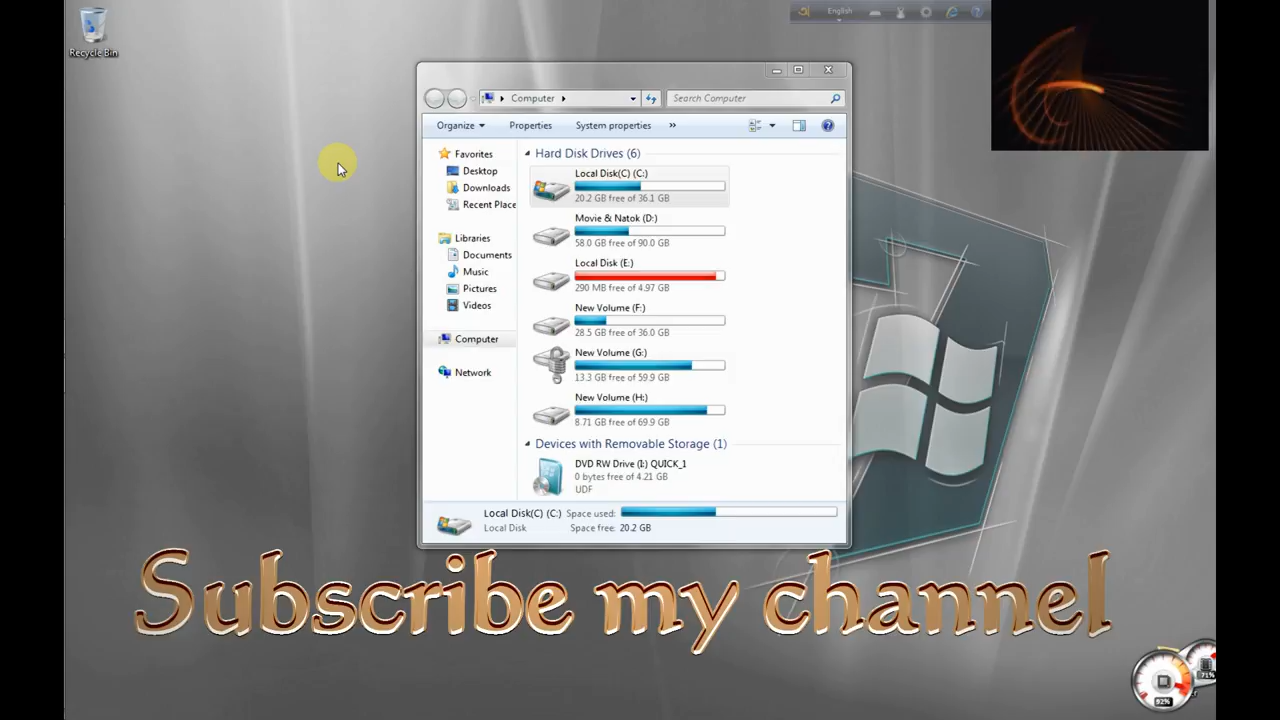 Recycle Bin
English
Computer
Search Computer
Organize
Properties
System properties
»
Favorites
Desktop
Downloads
Recent Place
Libraries
Documents
Music
Pictures
Videos
Computer
Network
Hard Disk Drives (6)
Local Disk(C) (C:)
20.2 GB free of 36.1 GB
Movie & Natok (D:)
58.0 GB free of 90.0 GB
Local Disk (E:)
290 MB free of 4.97 GB
New Volume (F:)
28.5 GB free of 36.0 GB
New Volume (G:)
13.3 GB free of 59.9 GB
New Volume (H:)
8.71 GB free of 69.9 GB
Devices with Removable Storage (1)
DVD RW Drive (I:) QUICK_1
0 bytes free of 4.21 GB
UDF
Local Disk(C) (C:) Space used:
Local Disk Space free: 20.2 GB
Subscribe my channel
71%
92%